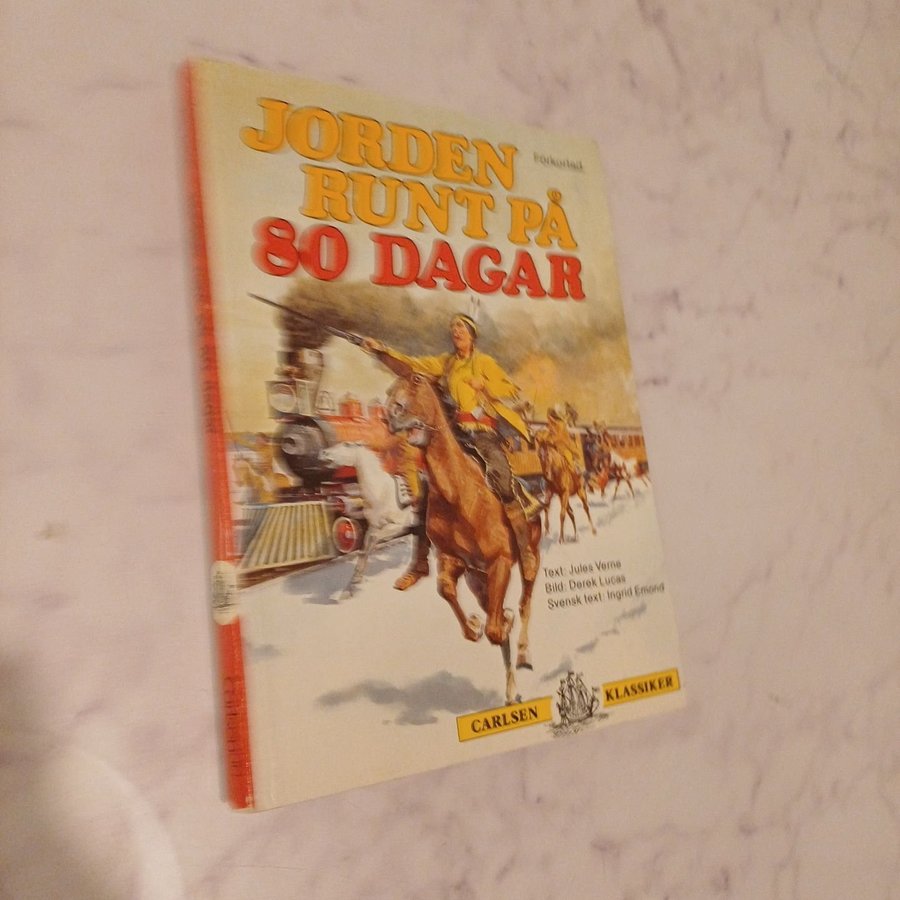 JORDEN
RUNT PÅ
80 DAGAR
Förkortad
Text: Jules Verne
Bild: Derek Lucas
Svensk text: Ingrid Emond
CARLSEN KLASSIKER